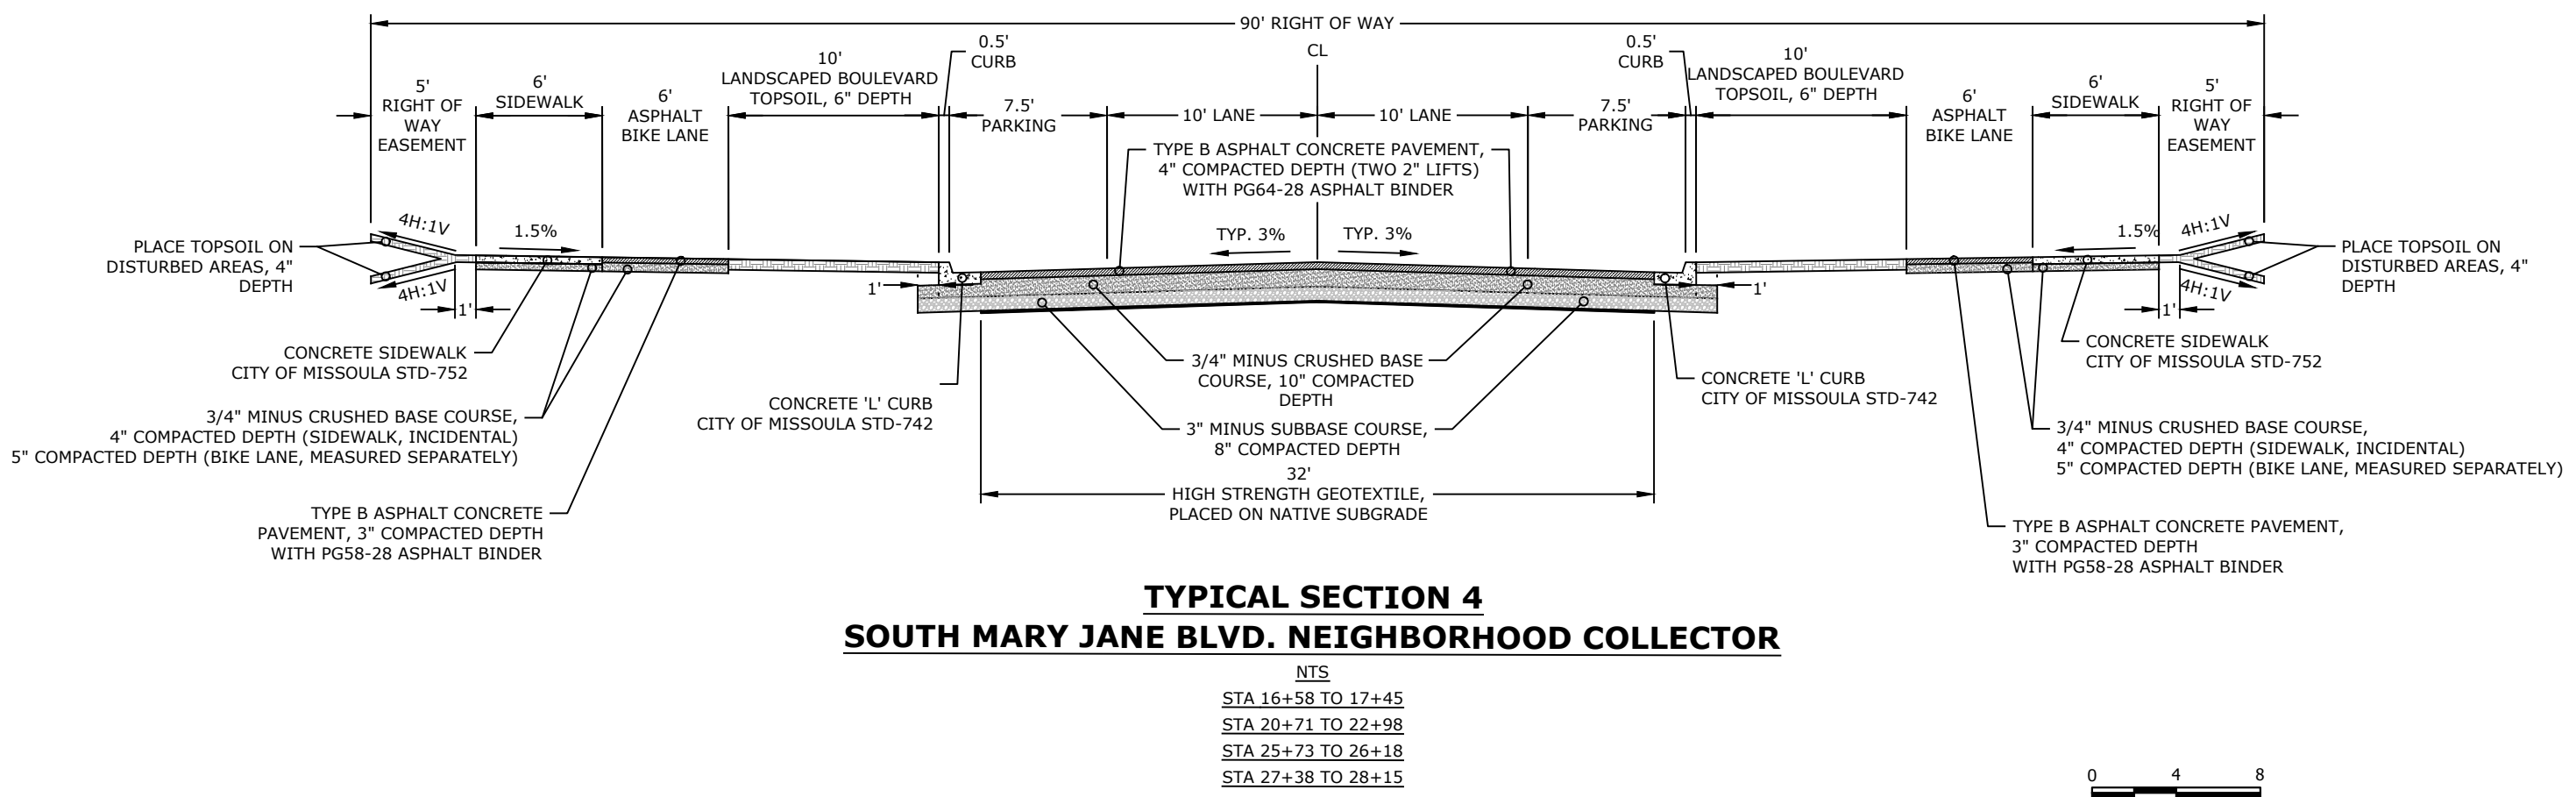 90' RIGHT OF WAY
CL
5'
RIGHT OF
WAY
EASEMENT
6'
SIDEWALK
6'
ASPHALT
BIKE LANE
10'
LANDSCAPED BOULEVARD
TOPSOIL, 6" DEPTH
0.5'
CURB
7.5'
PARKING
10' LANE
10' LANE
7.5'
PARKING
0.5'
CURB
10'
LANDSCAPED BOULEVARD
TOPSOIL, 6" DEPTH
6'
ASPHALT
BIKE LANE
6'
SIDEWALK
5'
RIGHT OF
WAY
EASEMENT
TYPE B ASPHALT CONCRETE PAVEMENT,
4" COMPACTED DEPTH (TWO 2" LIFTS)
WITH PG64-28 ASPHALT BINDER
4H:1V
1.5%
TYP. 3%
TYP. 3%
1.5%
4H:1V
PLACE TOPSOIL ON
DISTURBED AREAS, 4"
DEPTH
4H:1V
1'
1'
1'
4H:1V
1'
PLACE TOPSOIL ON
DISTURBED AREAS, 4"
DEPTH
CONCRETE SIDEWALK
CITY OF MISSOULA STD-752
3/4" MINUS CRUSHED BASE COURSE,
4" COMPACTED DEPTH (SIDEWALK, INCIDENTAL)
5" COMPACTED DEPTH (BIKE LANE, MEASURED SEPARATELY)
TYPE B ASPHALT CONCRETE
PAVEMENT, 3" COMPACTED DEPTH
WITH PG58-28 ASPHALT BINDER
CONCRETE 'L' CURB
CITY OF MISSOULA STD-742
3/4" MINUS CRUSHED BASE
COURSE, 10" COMPACTED
DEPTH
3" MINUS SUBBASE COURSE,
8" COMPACTED DEPTH
32'
HIGH STRENGTH GEOTEXTILE,
PLACED ON NATIVE SUBGRADE
CONCRETE 'L' CURB
CITY OF MISSOULA STD-742
CONCRETE SIDEWALK
CITY OF MISSOULA STD-752
3/4" MINUS CRUSHED BASE COURSE,
4" COMPACTED DEPTH (SIDEWALK, INCIDENTAL)
5" COMPACTED DEPTH (BIKE LANE, MEASURED SEPARATELY)
TYPE B ASPHALT CONCRETE PAVEMENT,
3" COMPACTED DEPTH
WITH PG58-28 ASPHALT BINDER
TYPICAL SECTION 4
SOUTH MARY JANE BLVD. NEIGHBORHOOD COLLECTOR
NTS
STA 16+58 TO 17+45
STA 20+71 TO 22+98
STA 25+73 TO 26+18
STA 27+38 TO 28+15
0 4 8